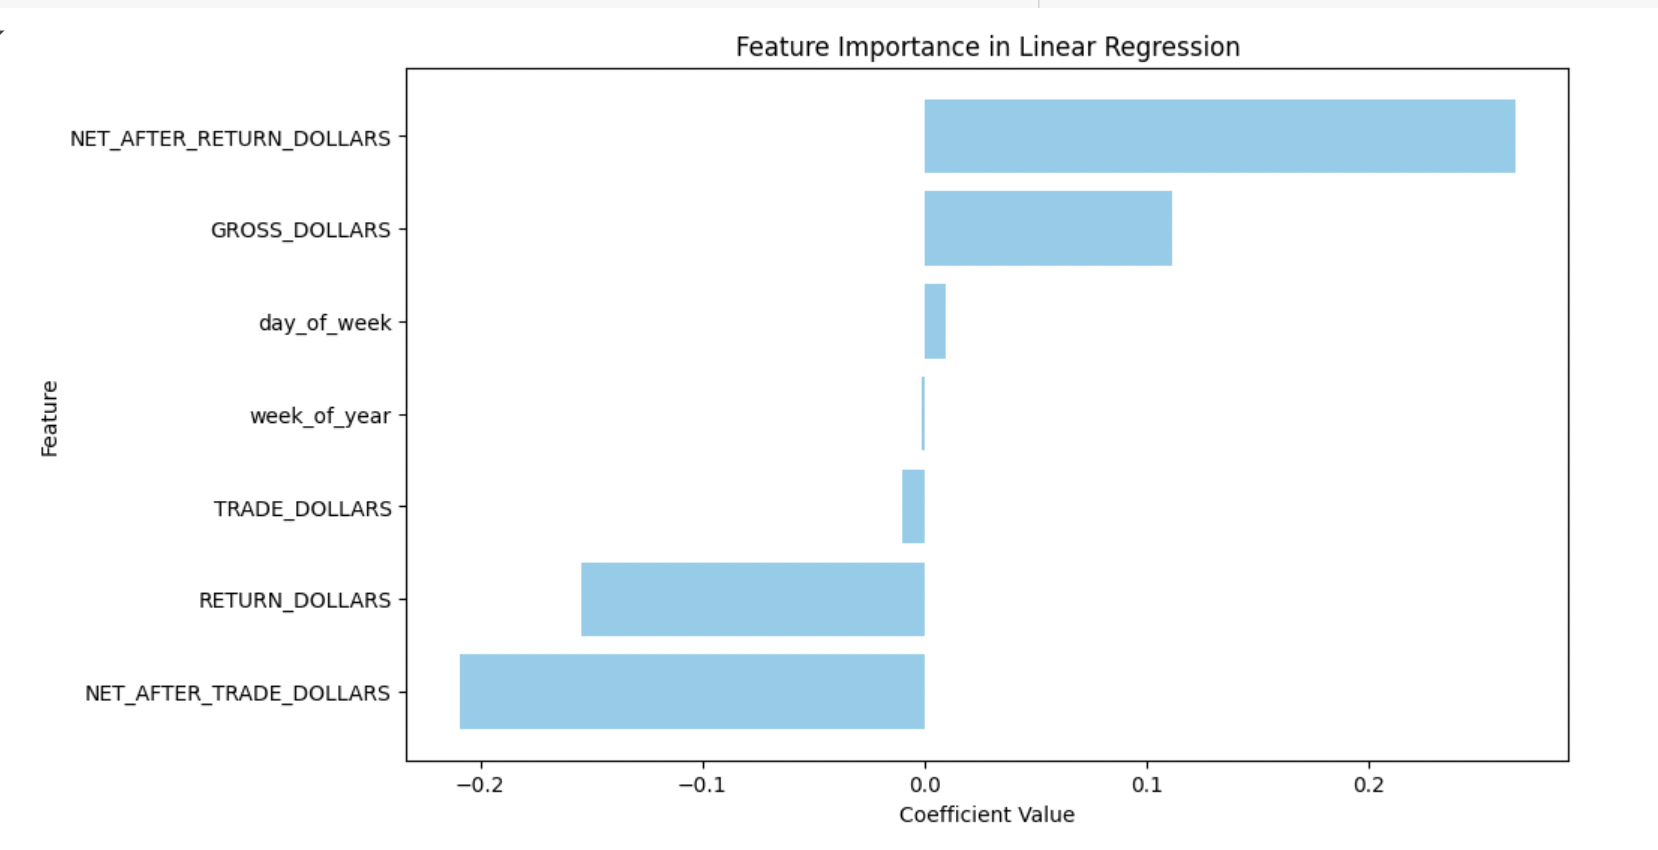 Feature Importance in Linear Regression
NET_AFTER_RETURN_DOLLARS
GROSS_DOLLARS
day_of_week
week_of_year
TRADE_DOLLARS
RETURN_DOLLARS
NET_AFTER_TRADE_DOLLARS
Feature
−0.2 −0.1 0.0 0.1 0.2
Coefficient Value